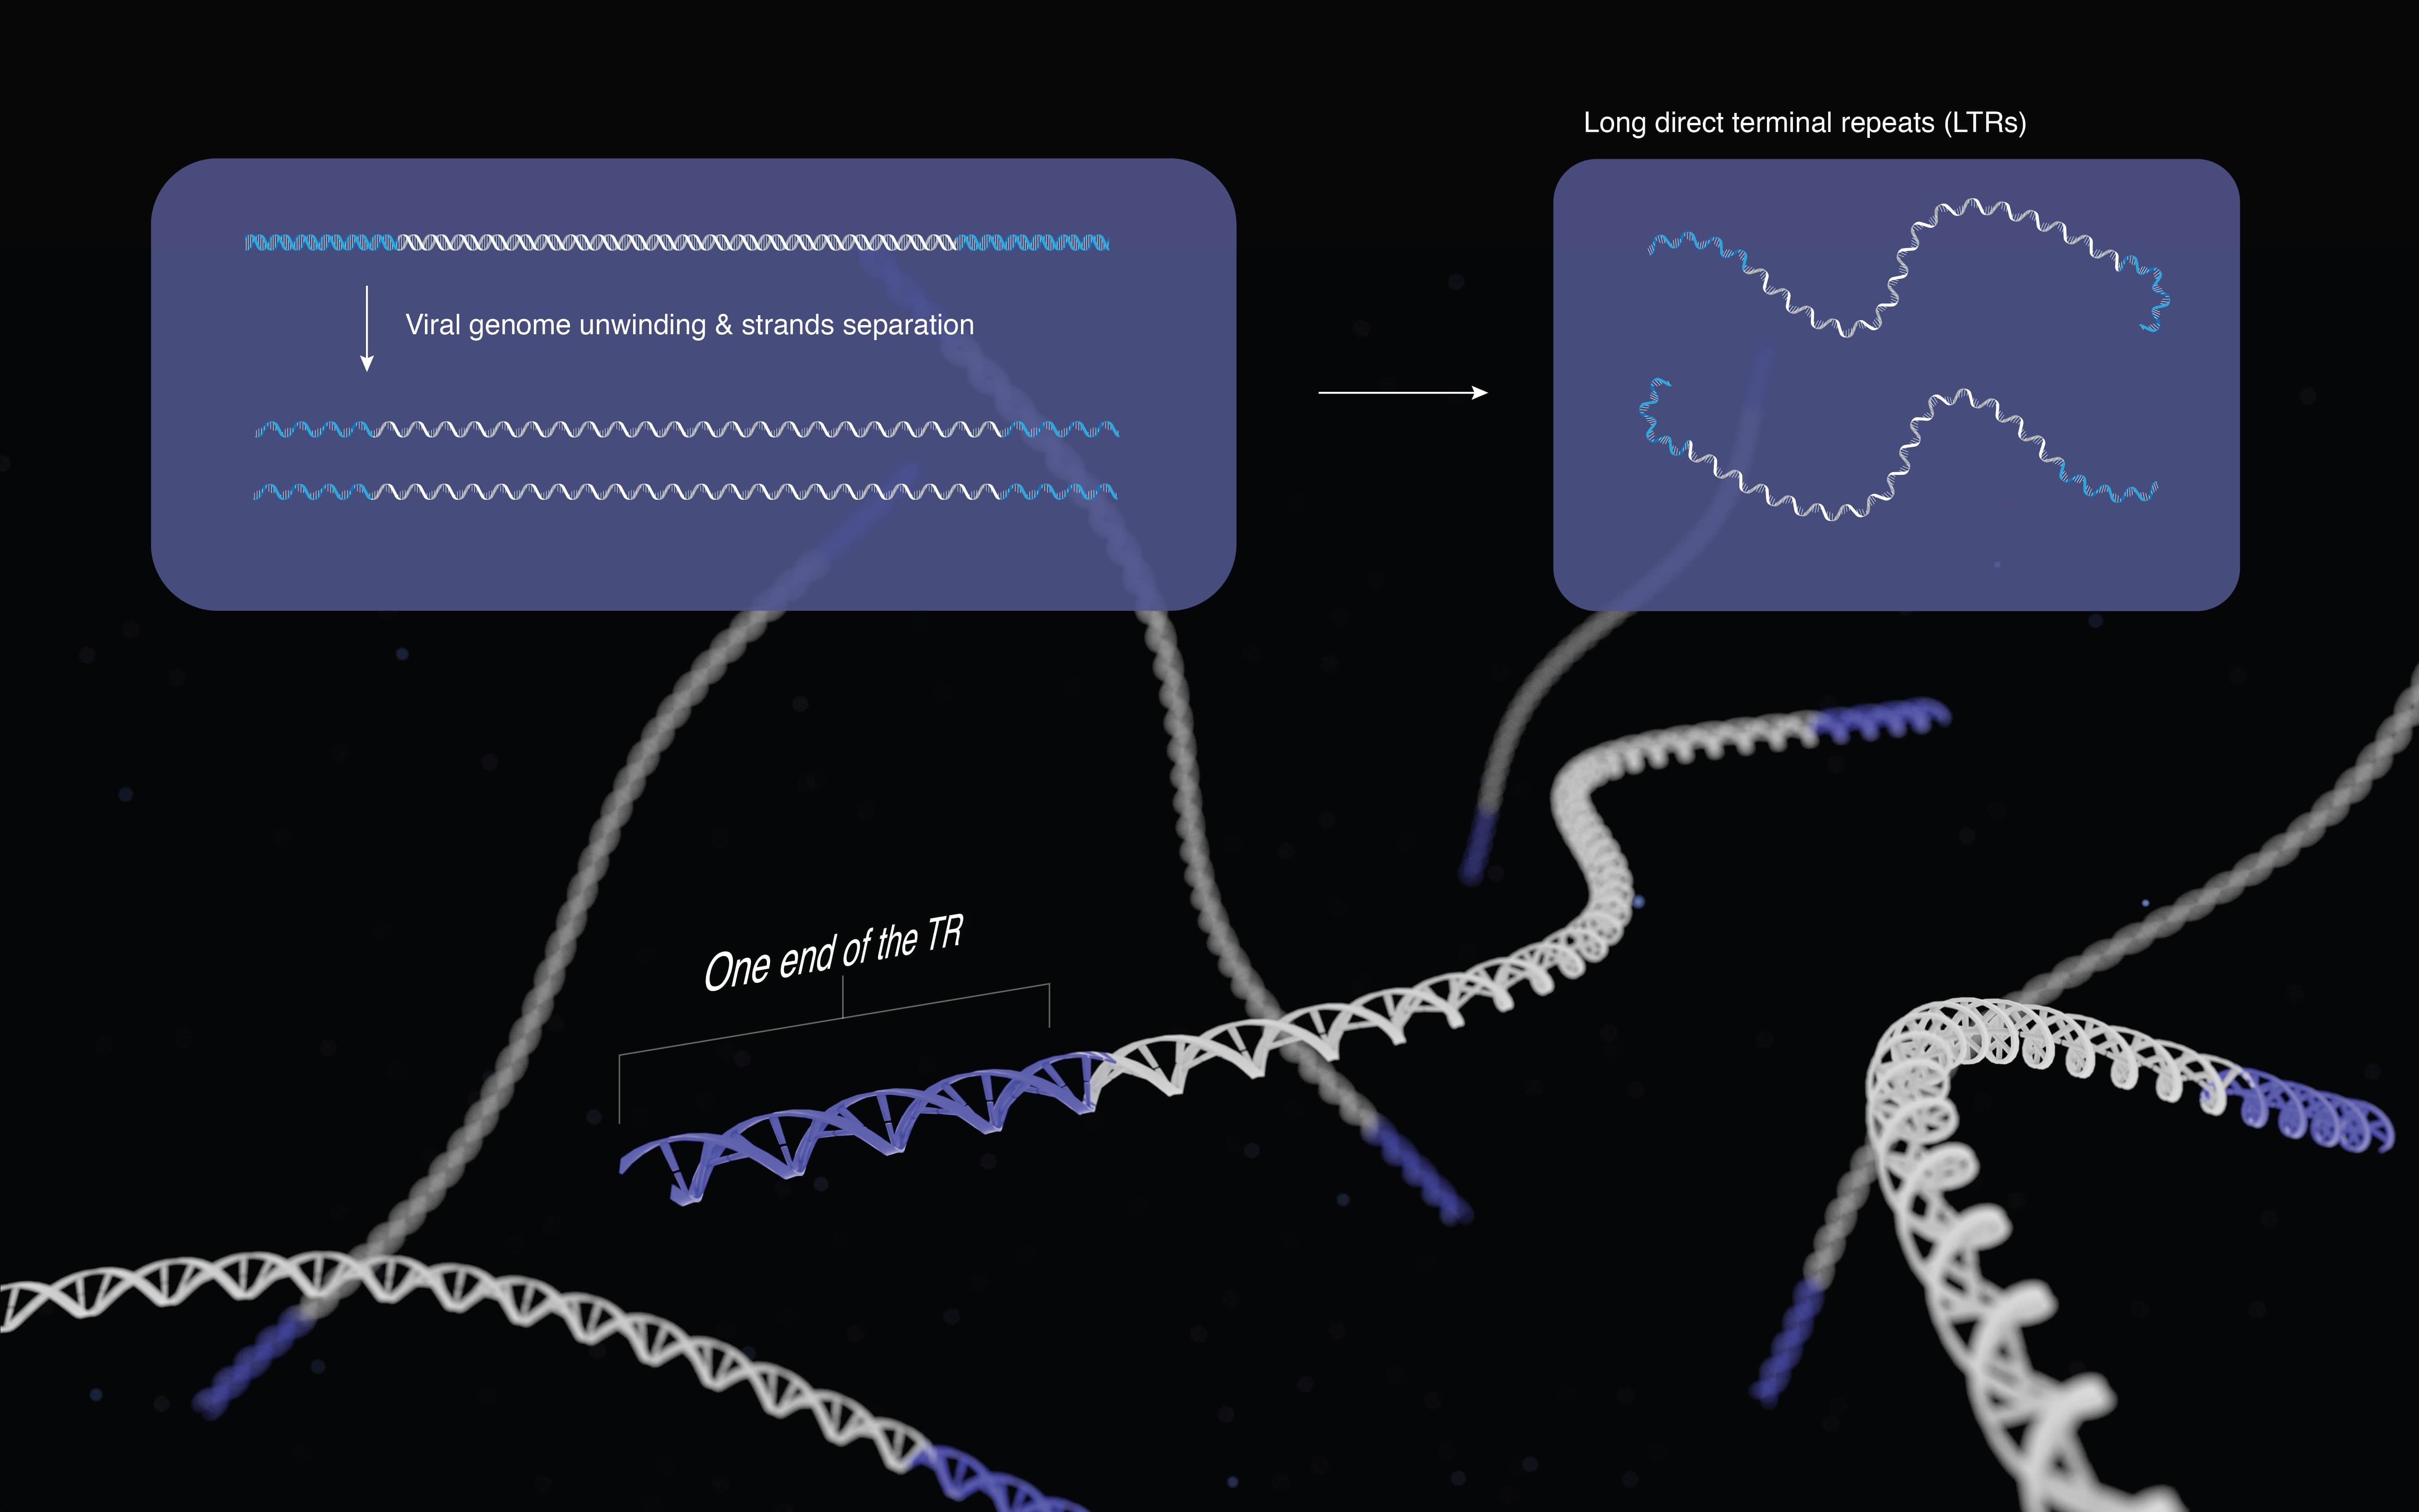 Long direct terminal repeats (LTRs)
Viral genome unwinding & strands separation
One end of the TR